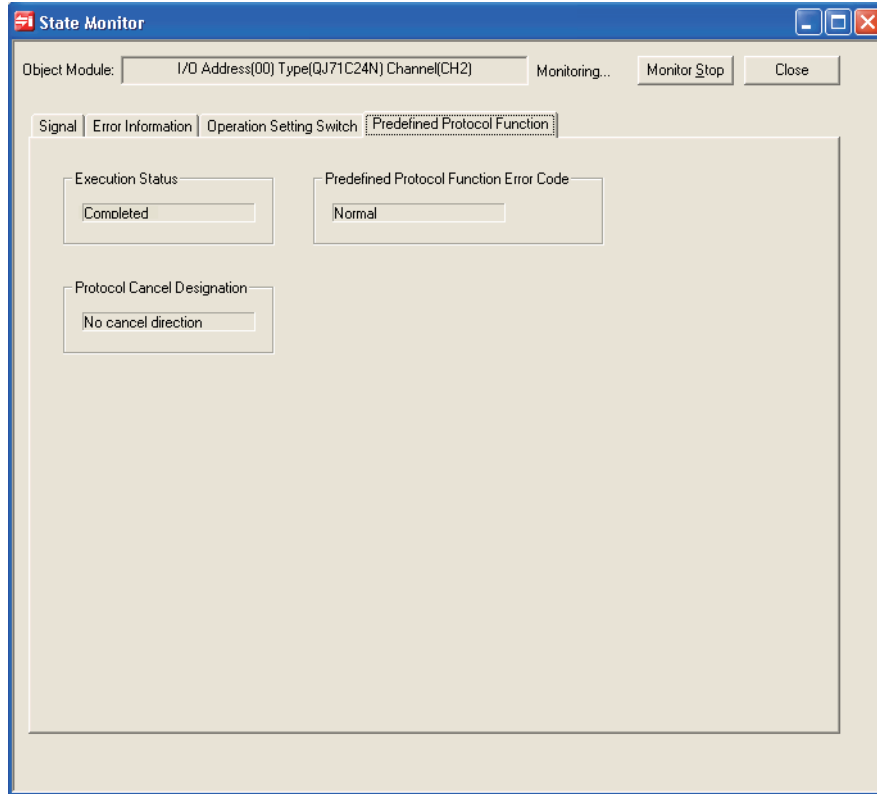 State Monitor
Object Module: I/O Address(00) Type(QJ71C24N) Channel(CH2) Monitoring... Monitor Stop Close
Signal Error Information Operation Setting Switch Predefined Protocol Function
Execution Status Predefined Protocol Function Error Code
Completed Normal
Protocol Cancel Designation
No cancel direction